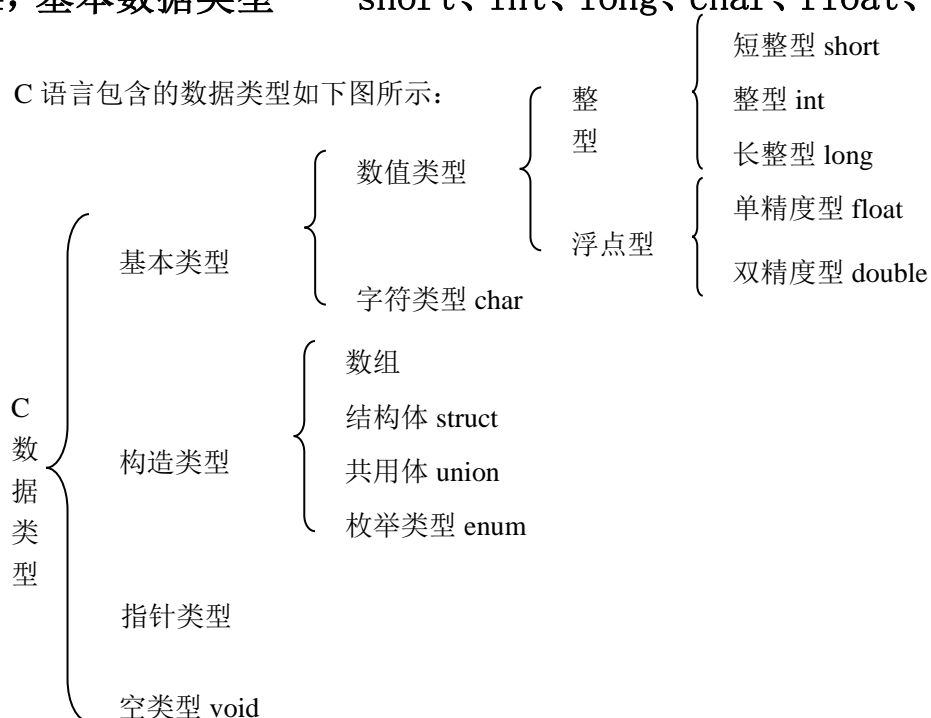 基本数据类型 short、int、long、char、float、
C 语言包含的数据类型如下图所示：
短整型 short
整型 int
长整型 long
单精度型 float
双精度型 double
整型
浮点型
数值类型
字符类型 char
基本类型
数组
结构体 struct
共用体 union
枚举类型 enum
构造类型
C 数据类型
指针类型
空类型 void